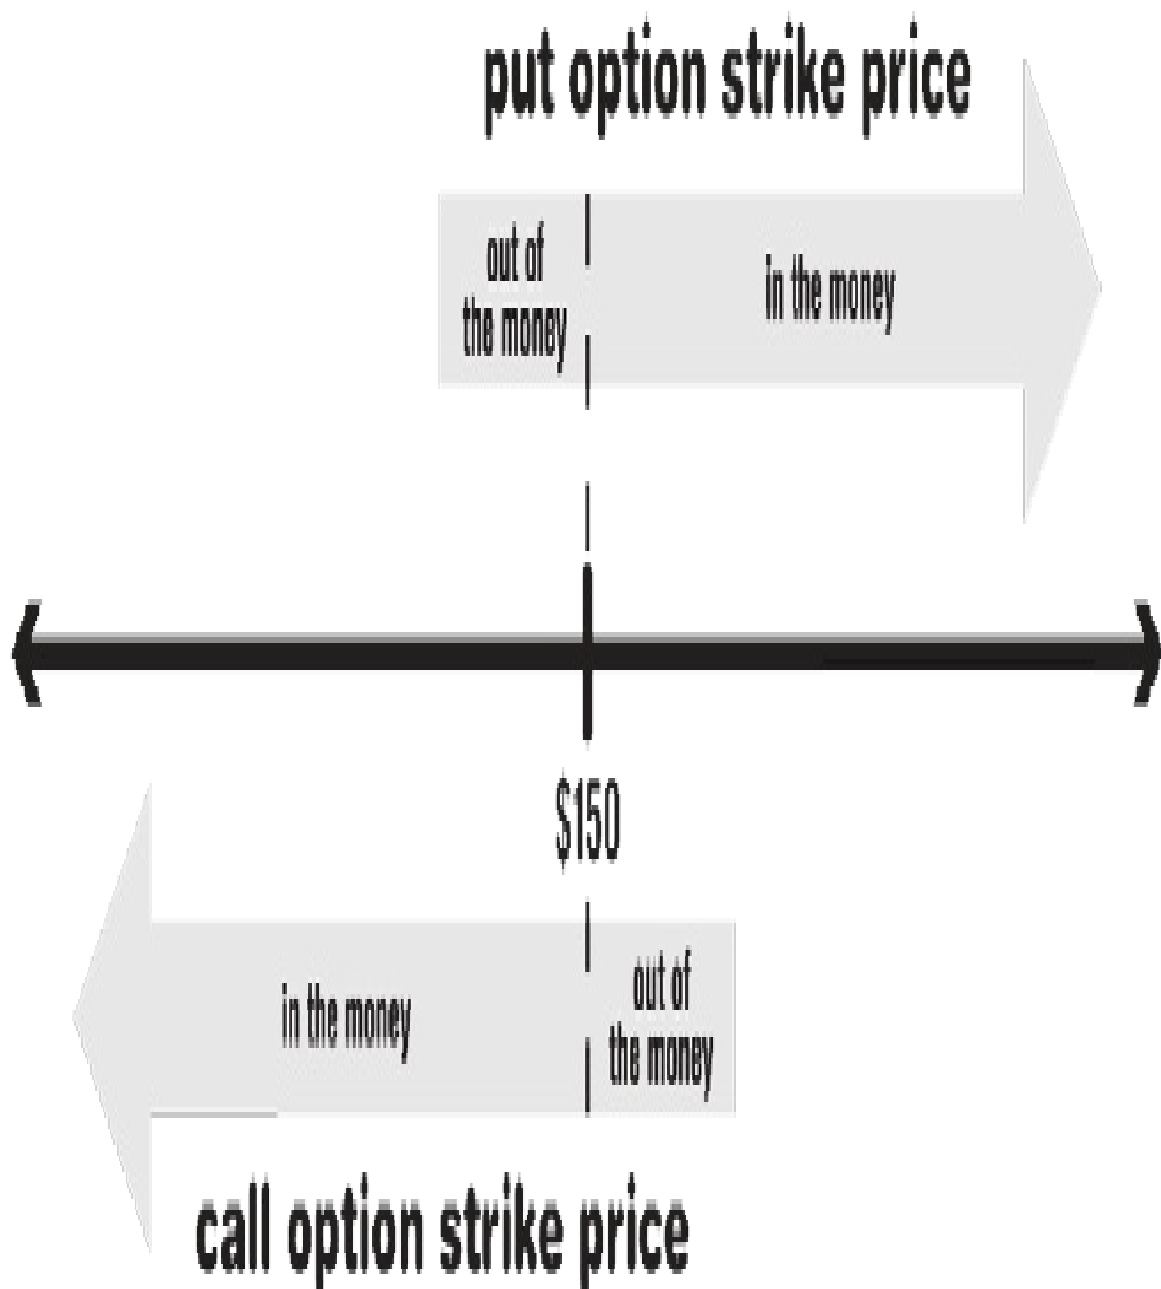 put option strike price
out of
the money
in the money
$150
in the money
out of
the money
call option strike price